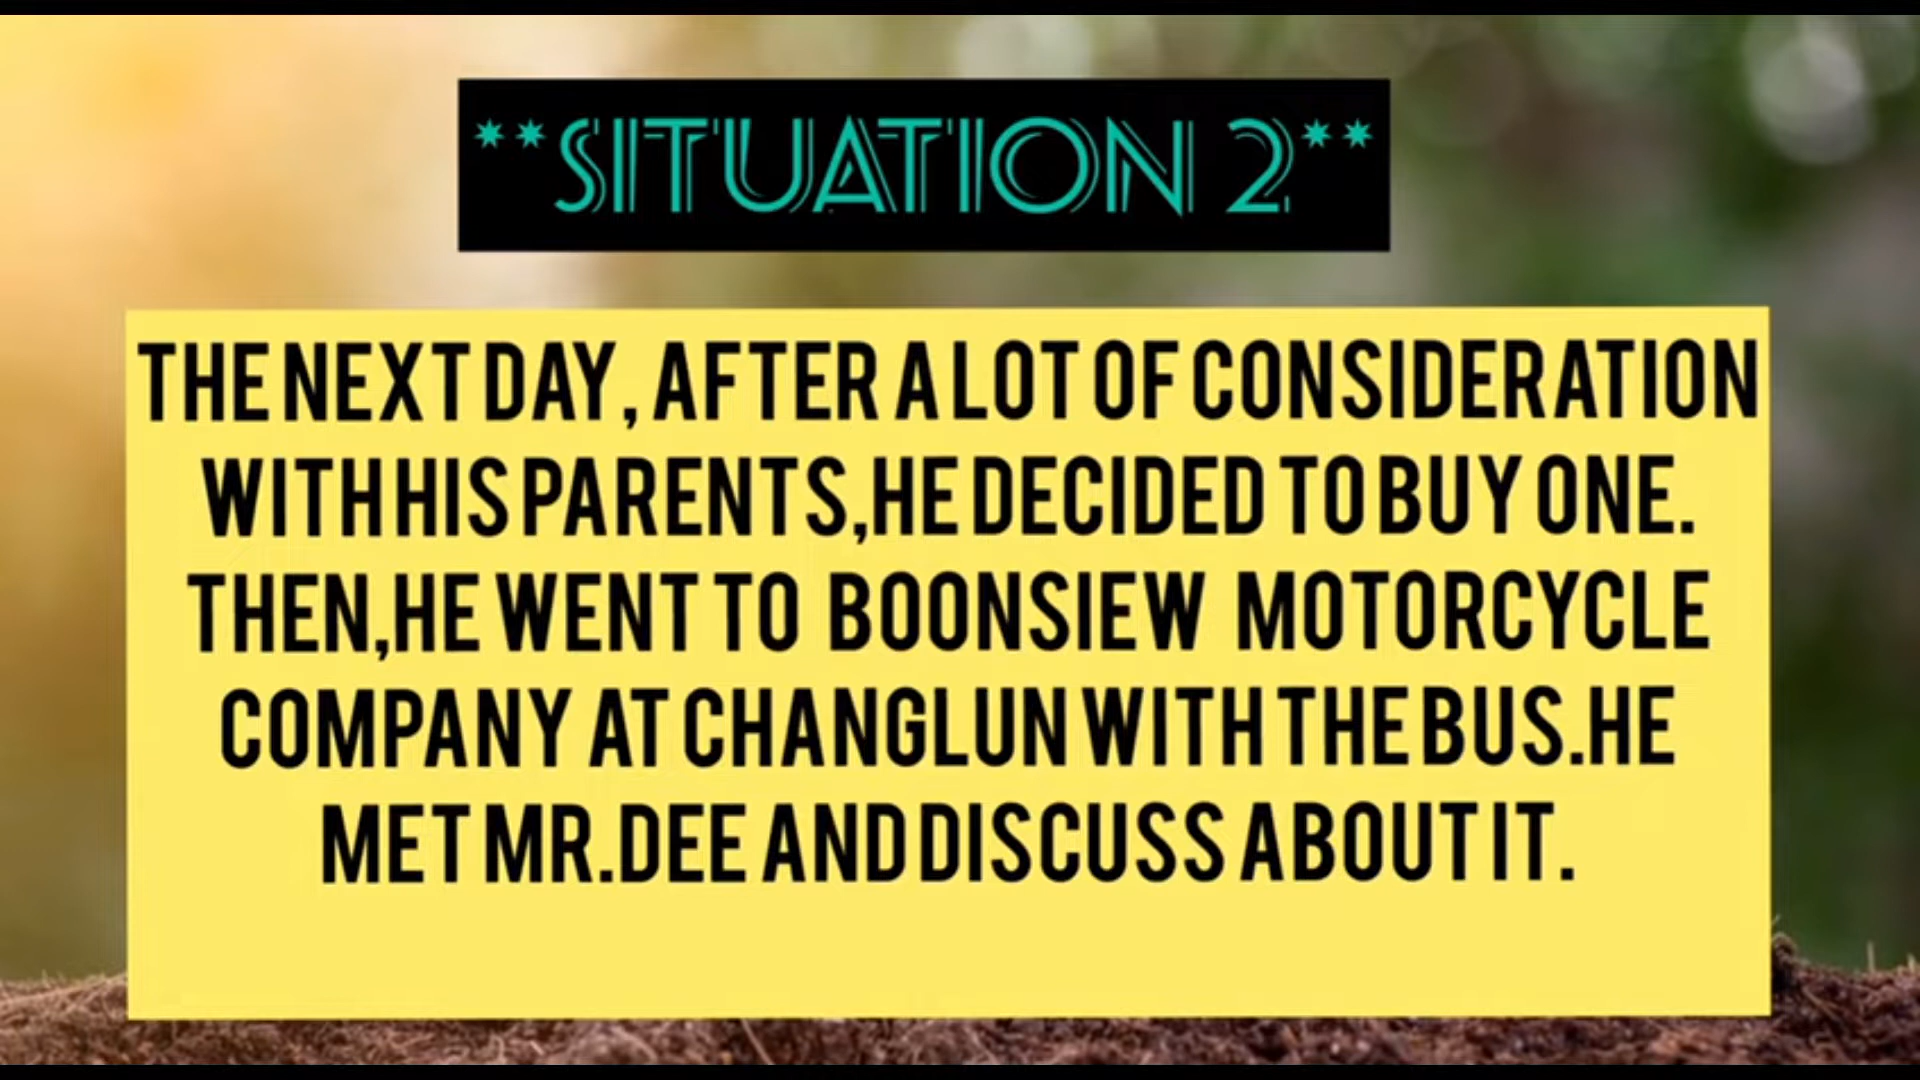 **SITUATION 2**
THE NEXT DAY, AFTER A LOT OF CONSIDERATION
WITH HIS PARENTS,HE DECIDED TO BUY ONE.
THEN,HE WENT TO BOONSIEW MOTORCYCLE
COMPANY AT CHANGLUN WITH THE BUS.HE
MET MR.DEE AND DISCUSS ABOUT IT.